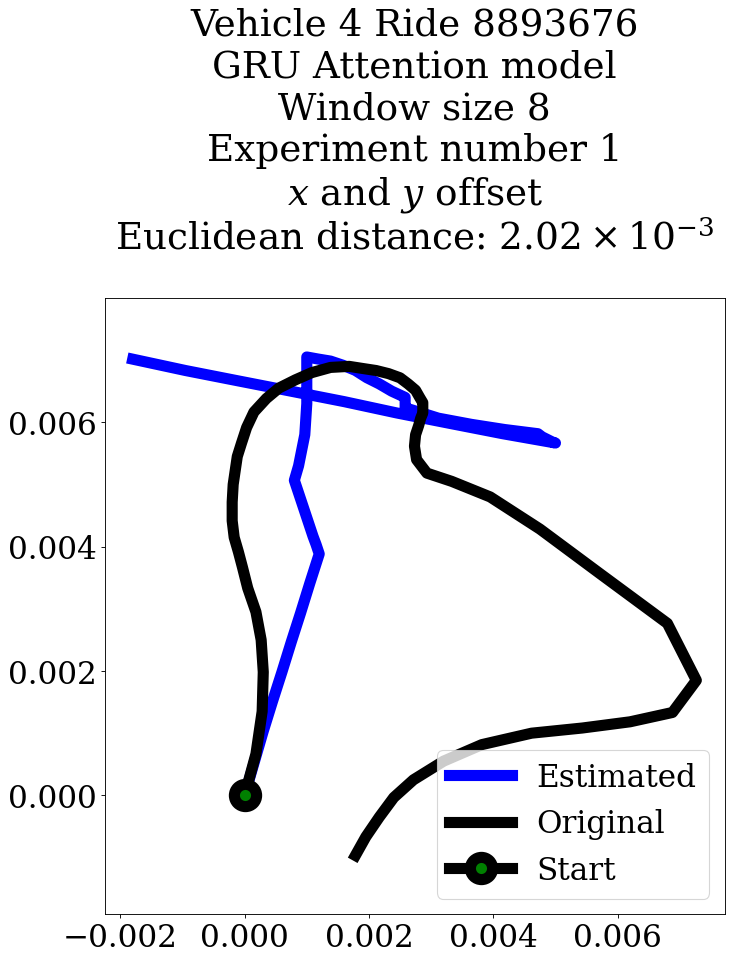 Vehicle 4 Ride 8893676
GRU Attention model
Window size 8
Experiment number 1
x and y offset
Euclidean distance: 2.02 × 10⁻³
0.006
0.004
0.002
0.000
Estimated
Original
Start
−0.002 0.000 0.002 0.004 0.006